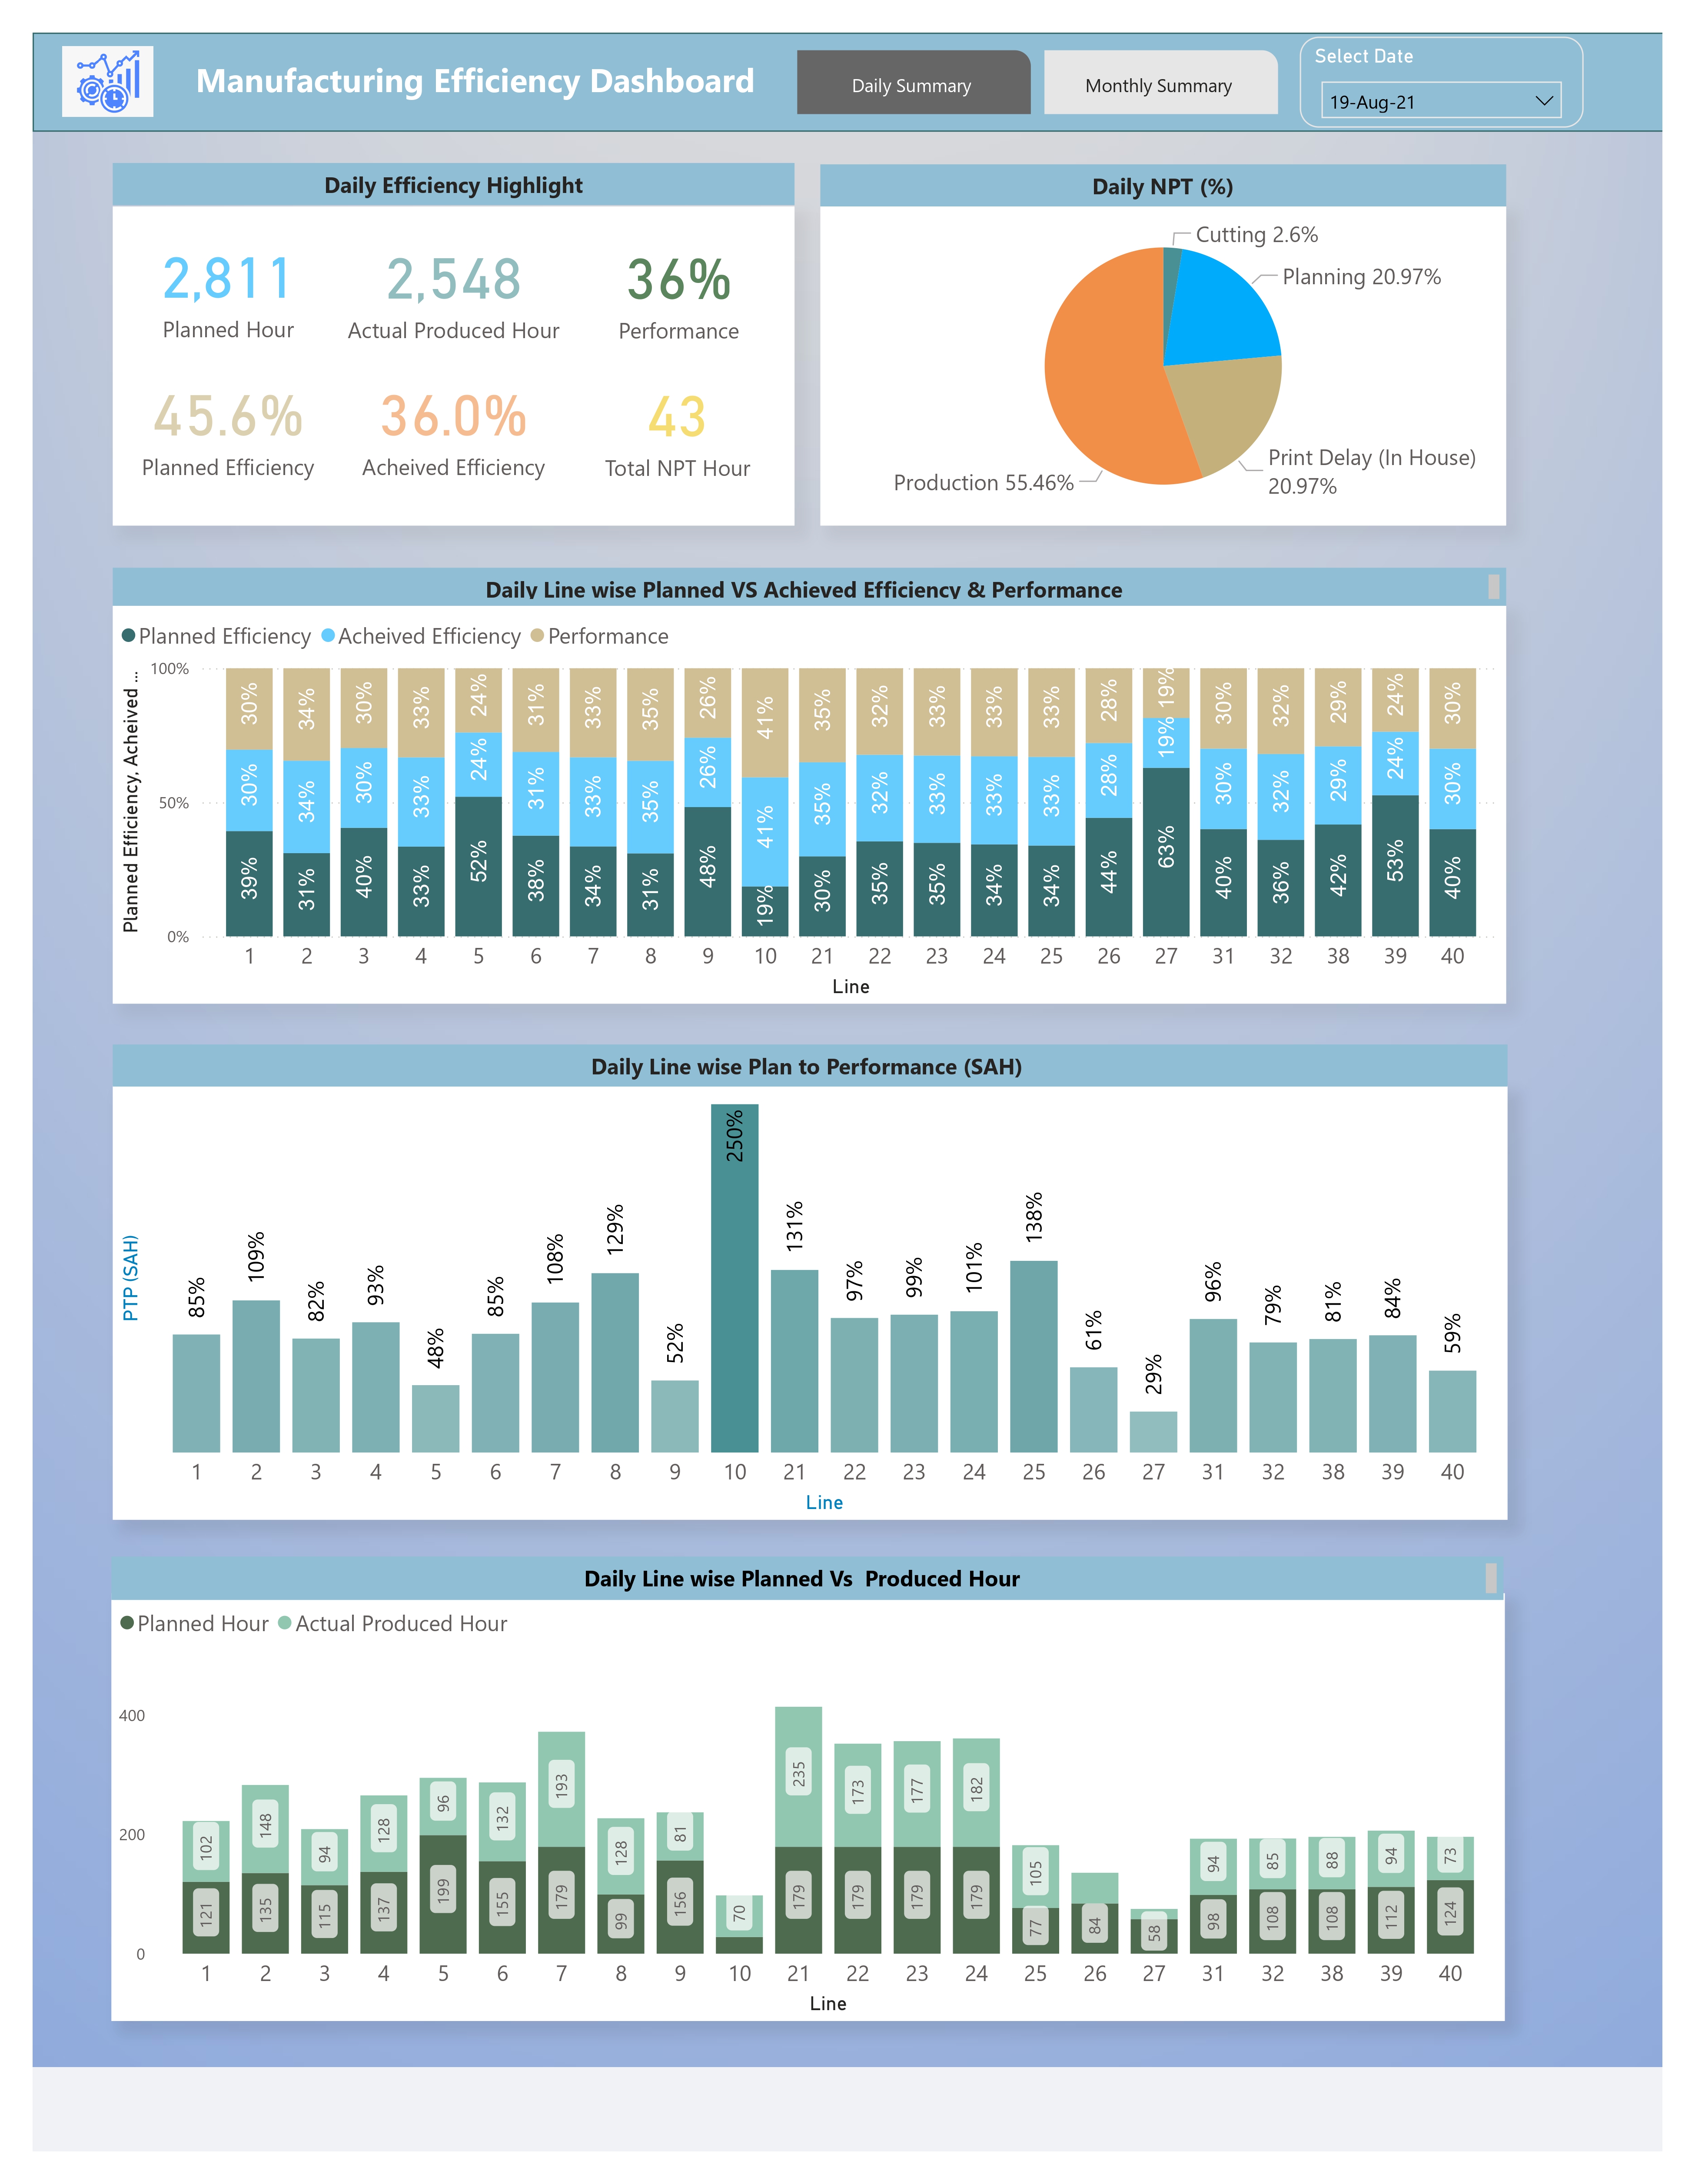 Manufacturing Efficiency Dashboard
Daily Summary
Monthly Summary
Select Date
19-Aug-21
Daily Efficiency Highlight
2,811
2,548
36%
Planned Hour
Actual Produced Hour
Performance
45.6%
36.0%
43
Planned Efficiency
Acheived Efficiency
Total NPT Hour
Daily NPT (%)
Cutting 2.6%
Planning 20.97%
Print Delay (In House)
20.97%
Production 55.46%
Daily Line wise Planned VS Achieved Efficiency & Performance
Planned Efficiency Acheived Efficiency Performance
Planned Efficiency, Acheived ...
100%
50%
0%
30% 34% 30% 33% 24% 31% 33% 35% 26% 41% 35% 32% 33% 33% 33% 28% 19% 30% 32% 29% 24% 30%
30% 34% 30% 33% 24% 31% 33% 35% 26% 41% 35% 32% 33% 33% 33% 28% 19% 30% 32% 29% 24% 30%
39% 31% 40% 33% 52% 38% 34% 31% 48% 19% 30% 35% 35% 34% 34% 44% 63% 40% 36% 42% 53% 40%
1 2 3 4 5 6 7 8 9 10 21 22 23 24 25 26 27 31 32 38 39 40
Line
Daily Line wise Plan to Performance (SAH)
PTP (SAH)
85% 109% 82% 93% 48% 85% 108% 129% 52% 250% 131% 97% 99% 101% 138% 61% 29% 96% 79% 81% 84% 59%
1 2 3 4 5 6 7 8 9 10 21 22 23 24 25 26 27 31 32 38 39 40
Line
Daily Line wise Planned Vs  Produced Hour
Planned Hour Actual Produced Hour
400
200
0
102 148 94 128 96 132 193 128 81 70 235 173 177 182 105 94 85 88 94 73
121 135 115 137 199 155 179 99 156 179 179 179 179 77 84 58 98 108 108 112 124
1 2 3 4 5 6 7 8 9 10 21 22 23 24 25 26 27 31 32 38 39 40
Line